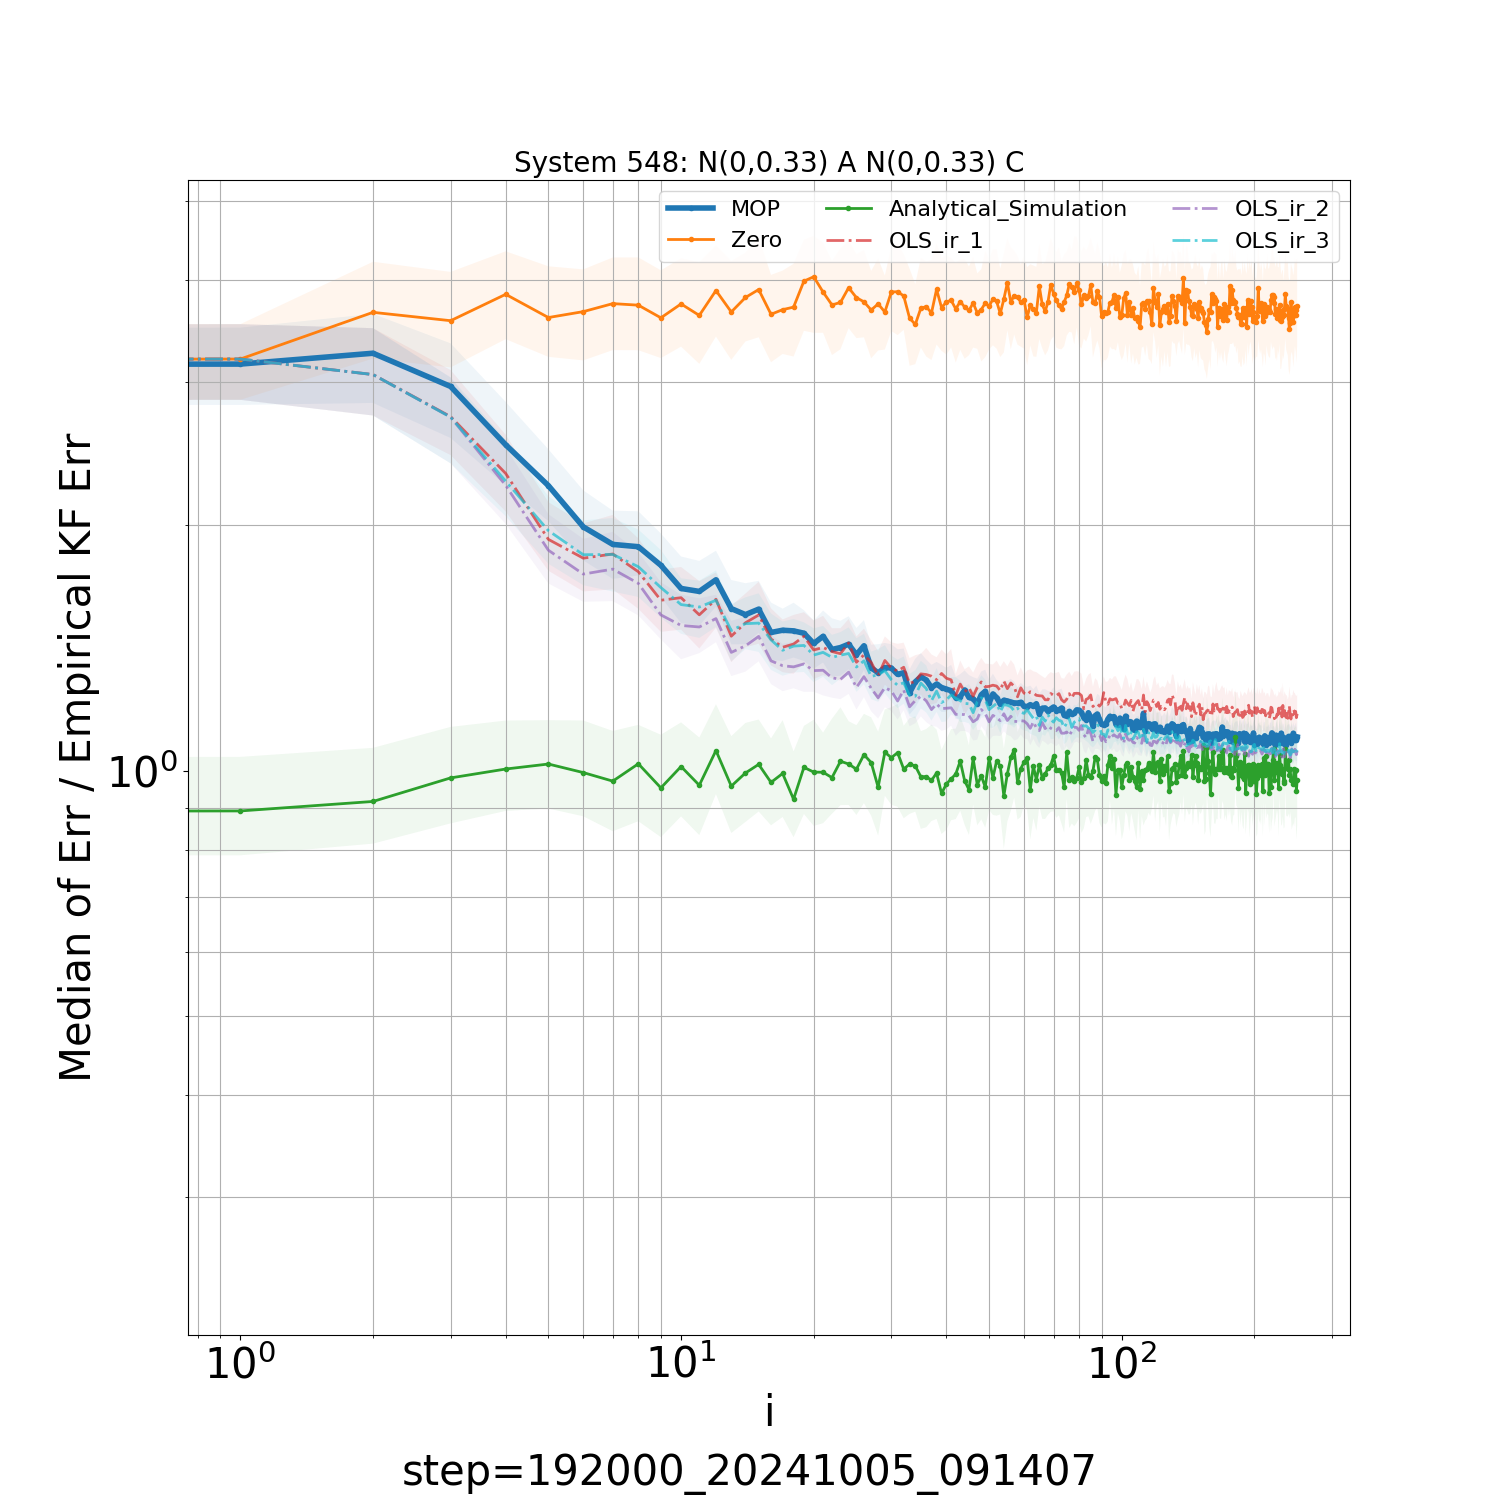 System 548: N(0,0.33) A N(0,0.33) C
MOP
Zero
Analytical_Simulation
OLS_ir_1
OLS_ir_2
OLS_ir_3
Median of Err / Empirical KF Err
10⁰
10⁰ 10¹ 10²
i
step=192000_20241005_091407